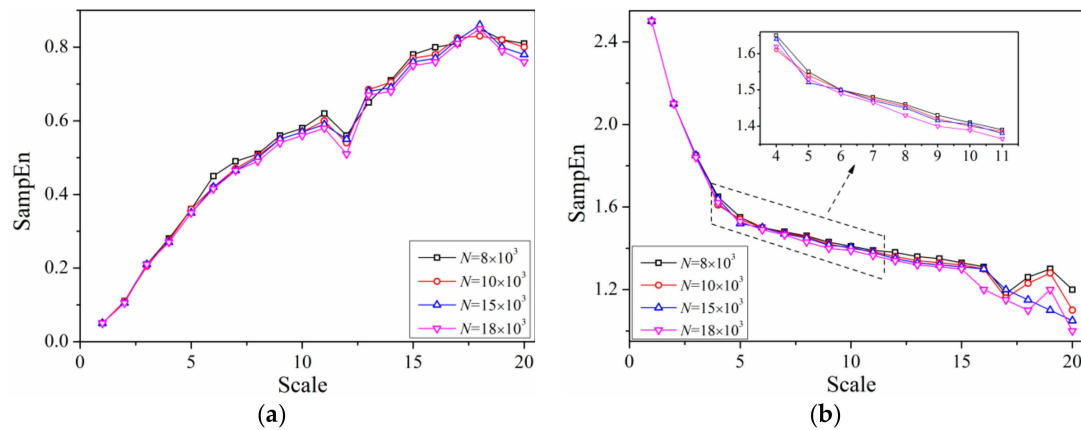 (a)
SampEn
0.8
0.6
0.4
0.2
0.0
0 5 10 15 20
Scale
N=8×10³
N=10×10³
N=15×10³
N=18×10³
(a)
(b)
SampEn
2.4
2.0
1.6
1.2
0 5 10 15 20
Scale
1.6
1.5
1.4
4 5 6 7 8 9 10 11
N=8×10³
N=10×10³
N=15×10³
N=18×10³
(b)